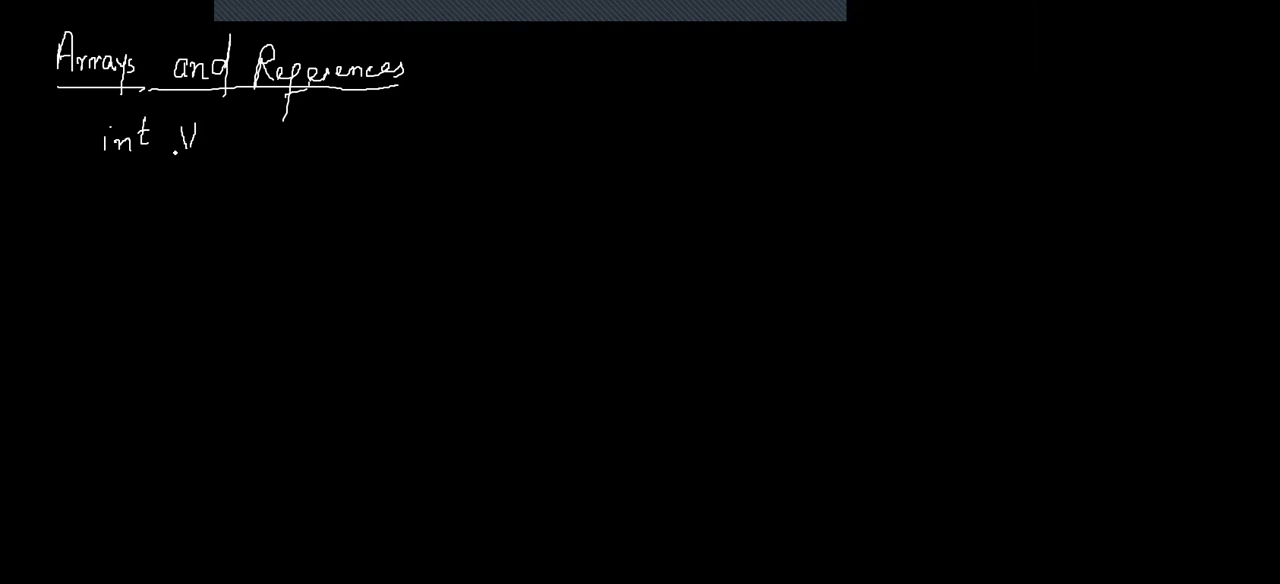 Arrays and References
int